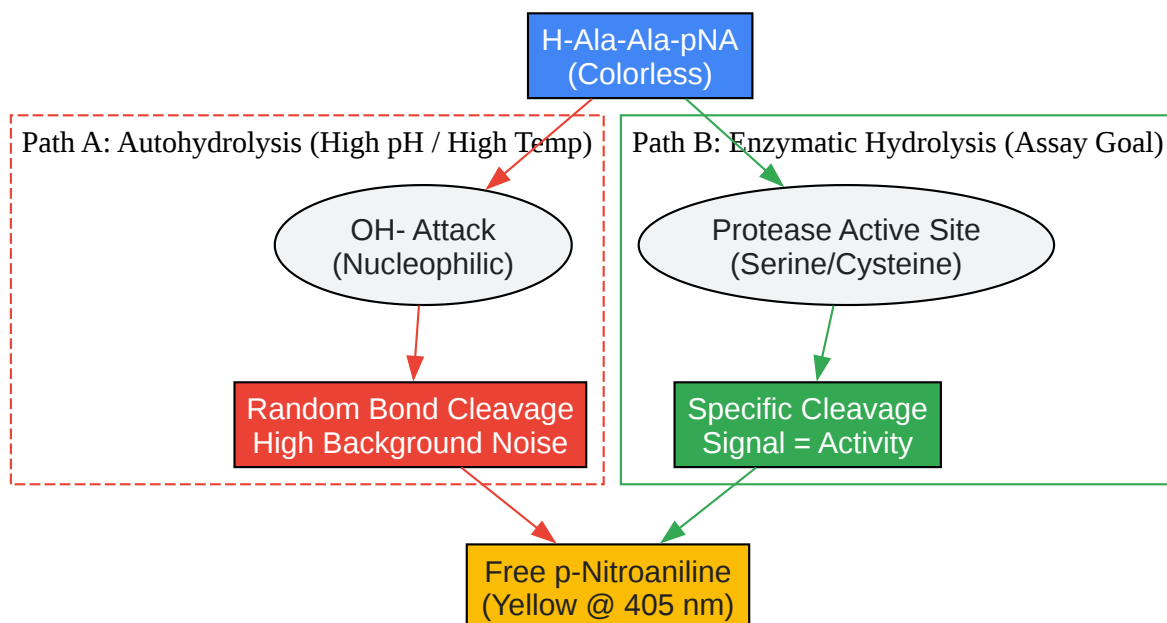 H-Ala-Ala-pNA
(Colorless)
Path A: Autohydrolysis (High pH / High Temp)
Path B: Enzymatic Hydrolysis (Assay Goal)
OH- Attack
(Nucleophilic)
Protease Active Site
(Serine/Cysteine)
Random Bond Cleavage
High Background Noise
Specific Cleavage
Signal = Activity
Free p-Nitroaniline
(Yellow @ 405 nm)